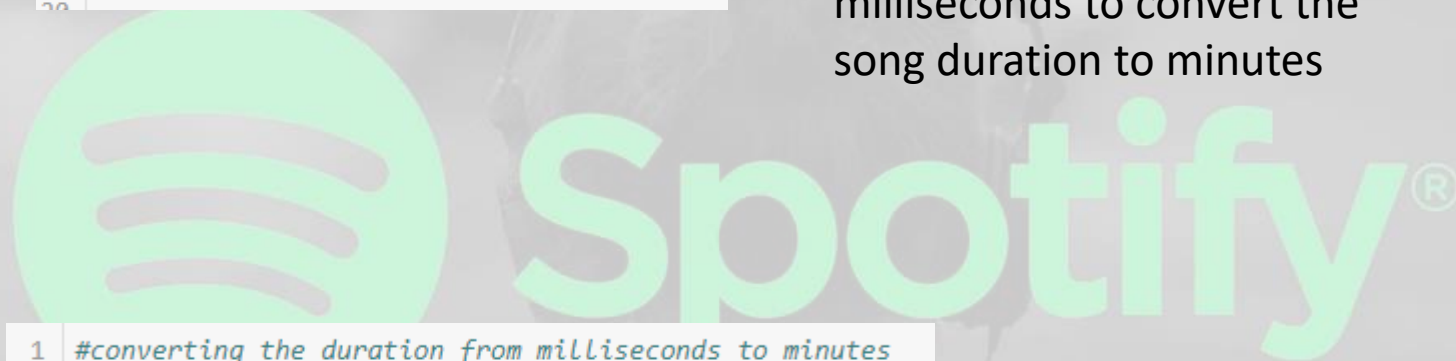 milliseconds to convert the
song duration to minutes
Spotify®
1 #converting the duration from milliseconds to minutes